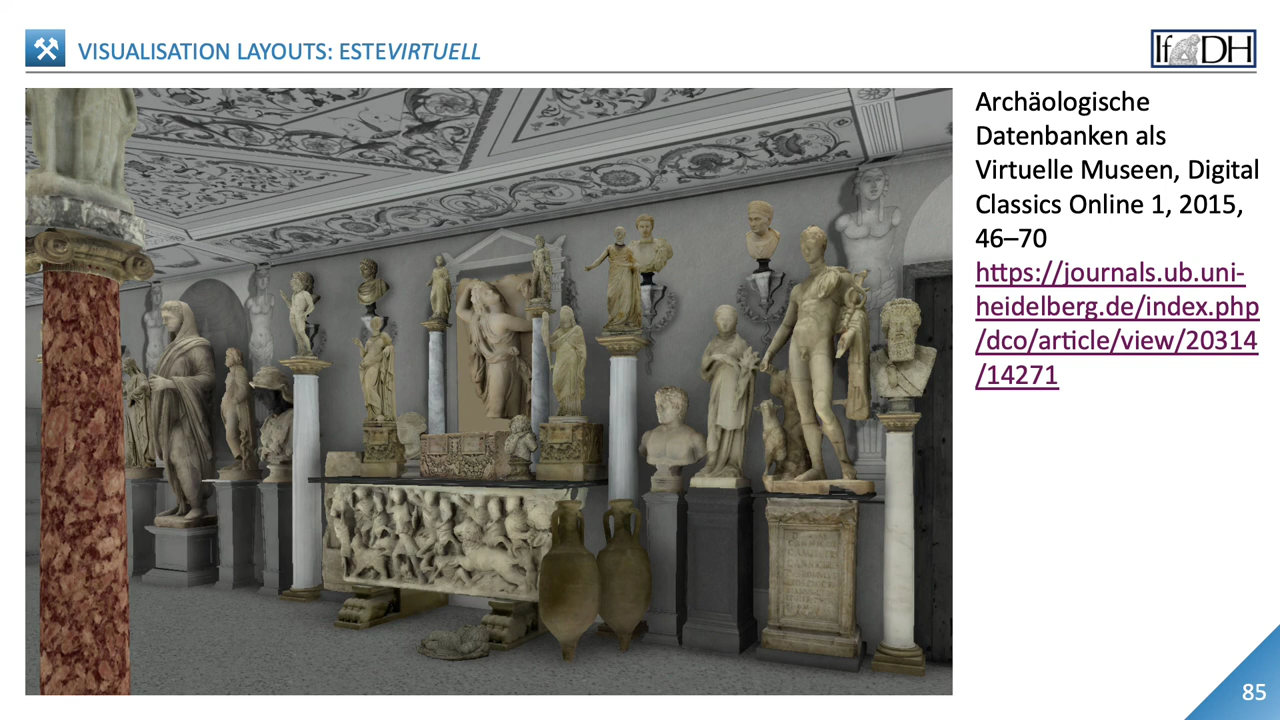 VISUALISATION LAYOUTS: ESTEVIRTUELL
IfDH
Archäologische
Datenbanken als
Virtuelle Museen, Digital
Classics Online 1, 2015,
46–70
https://journals.ub.uni-
heidelberg.de/index.php
/dco/article/view/20314
/14271
85